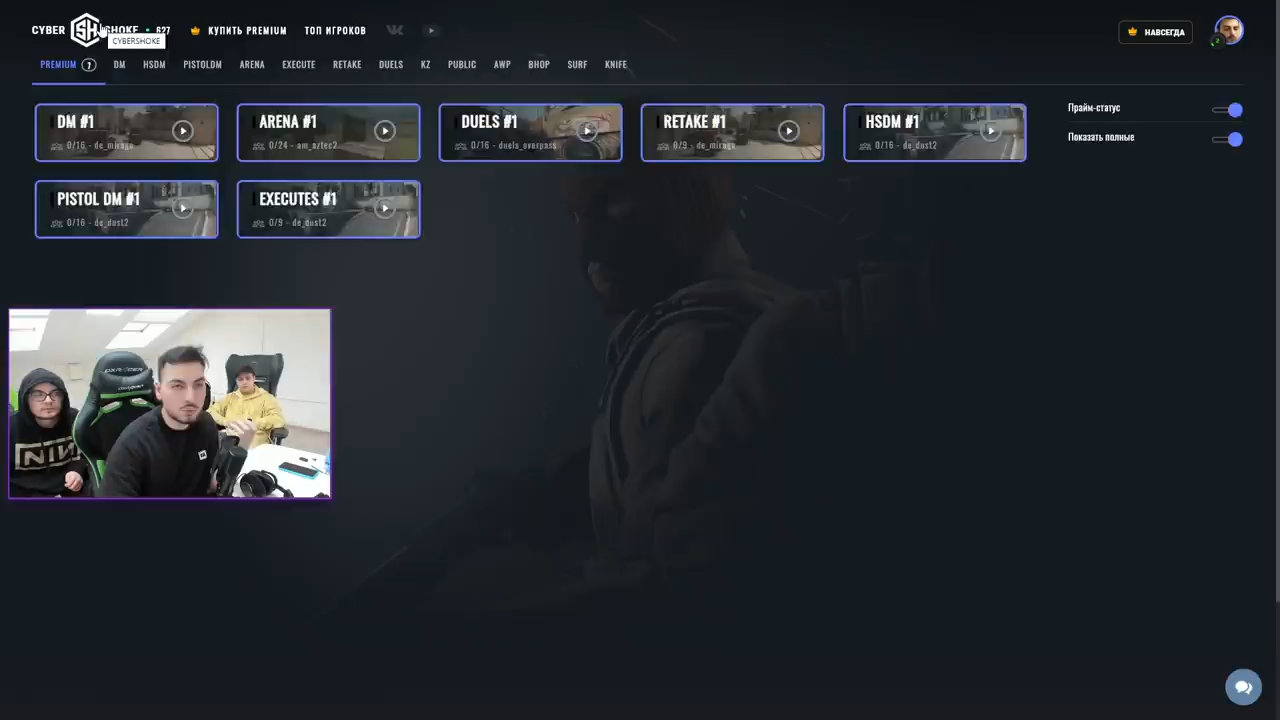 CYBER SHOKE 627 КУПИТЬ PREMIUM ТОП ИГРОКОВ НАВСЕГДА
CYBERSHOKE
PREMIUM 7 DM HSDM PISTOLDM ARENA EXECUTE RETAKE DUELS KZ PUBLIC AWP BHOP SURF KNIFE
DM #1
0/16 - de_mirage
ARENA #1
0/24 - am_aztec2
DUELS #1
0/16 - duels_overpass
RETAKE #1
0/9 - de_mirage
HSDM #1
0/16 - de_dust2
Прайм-статус
Показать полные
PISTOL DM #1
0/16 - de_dust2
EXECUTES #1
0/9 - de_dust2